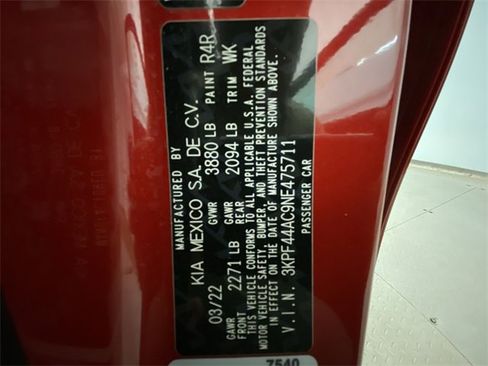 MANUFACTURED BY
KIA MEXICO S.A. DE C.V.
03/22 GVWR 3880 LB PAINT R4R
GAWR FRONT 2271 LB GAWR REAR 2094 LB TRIM WK
THIS VEHICLE CONFORMS TO ALL APPLICABLE U.S.A. FEDERAL
MOTOR VEHICLE SAFETY, BUMPER, AND THEFT PREVENTION STANDARDS
IN EFFECT ON THE DATE OF MANUFACTURE SHOWN ABOVE.
V.I.N. 3KPF44AC9NE475711
PASSENGER CAR
7540